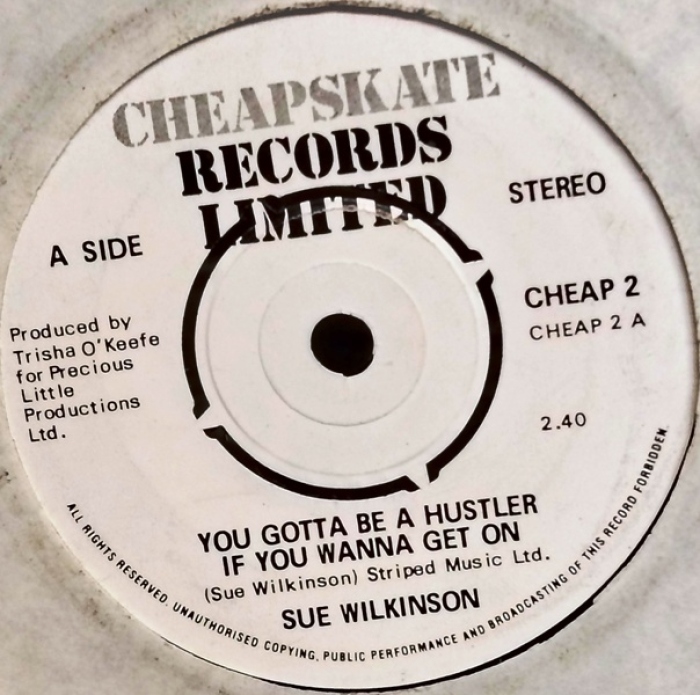 CHEAPSKATE
RECORDS
LIMITED
STEREO
A SIDE
CHEAP 2
CHEAP 2 A
Produced by
Trisha O'Keefe
for Precious
Little
Productions
Ltd.
2.40
YOU GOTTA BE A HUSTLER
IF YOU WANNA GET ON
(Sue Wilkinson) Striped Music Ltd.
SUE WILKINSON
ALL RIGHTS RESERVED. UNAUTHORISED COPYING, PUBLIC PERFORMANCE AND BROADCASTING OF THIS RECORD FORBIDDEN.